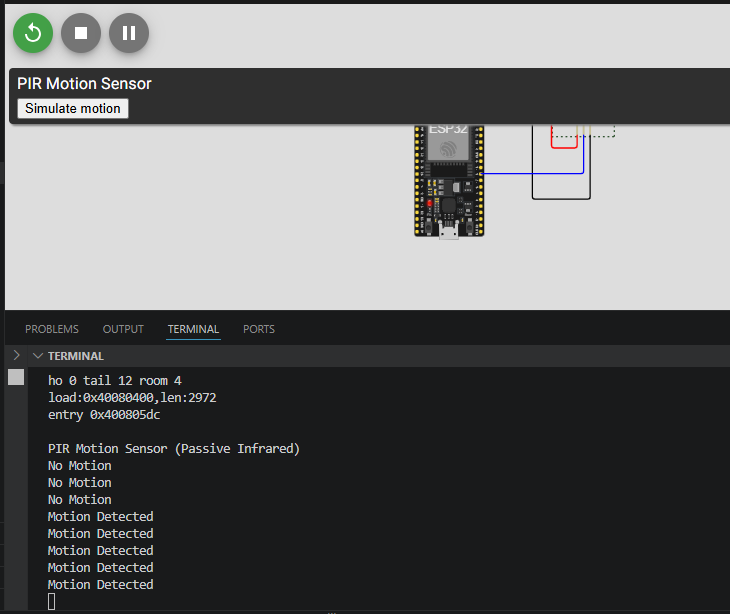 PIR Motion Sensor
Simulate motion
ESP32
PROBLEMS OUTPUT TERMINAL PORTS
TERMINAL
ho 0 tail 12 room 4
load:0x40080400,len:2972
entry 0x400805dc
PIR Motion Sensor (Passive Infrared)
No Motion
No Motion
No Motion
Motion Detected
Motion Detected
Motion Detected
Motion Detected
Motion Detected